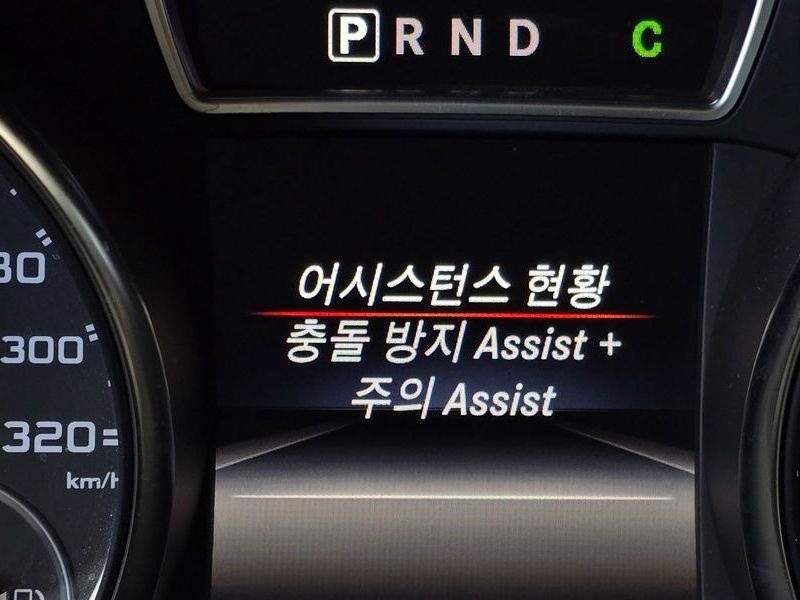 P R N D C
어시스턴스 현황
충돌 방지 Assist +
주의 Assist
300
320
km/h